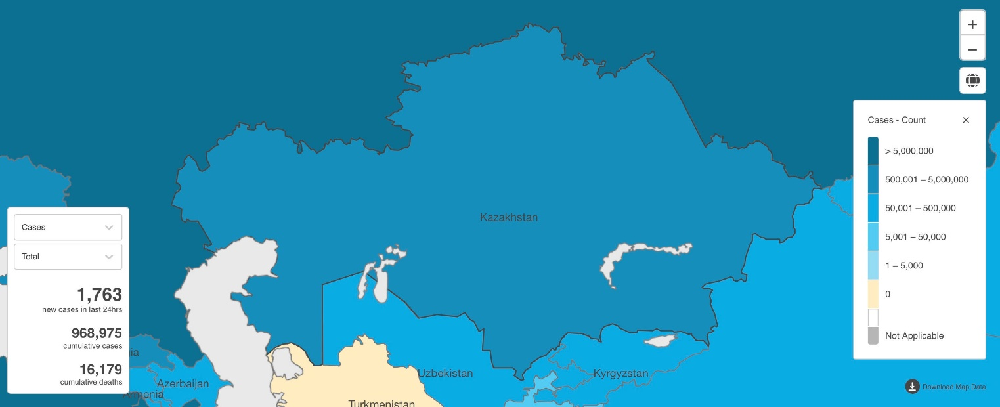 +
−
Cases - Count
×
> 5,000,000
500,001 – 5,000,000
50,001 – 500,000
5,001 – 50,000
1 – 5,000
0
Not Applicable
Kazakhstan
Cases
Total
1,763
new cases in last 24hrs
968,975
cumulative cases
16,179
cumulative deaths
ia
Azerbaijan
Armenia
Uzbekistan
Kyrgyzstan
Turkmenistan
Download Map Data